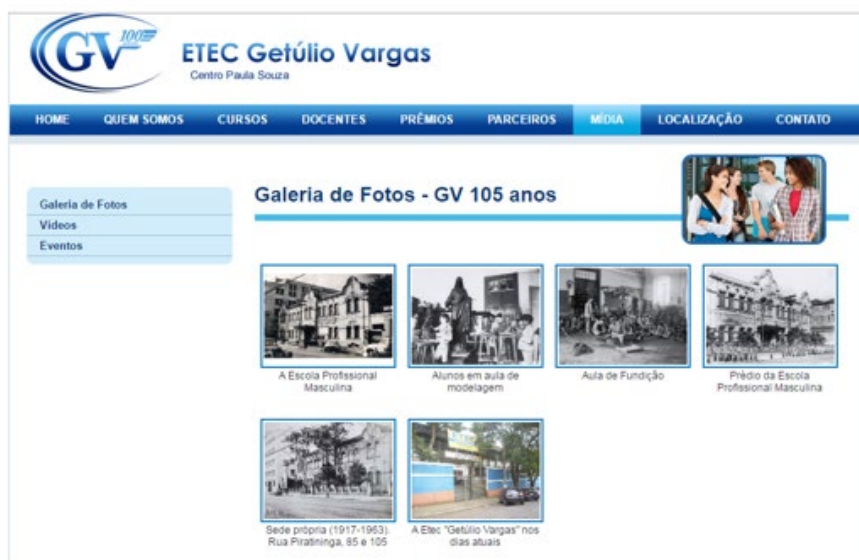 GV 100
ETEC Getúlio Vargas
Centro Paula Souza
HOME QUEM SOMOS CURSOS DOCENTES PRÊMIOS PARCEIROS MÍDIA LOCALIZAÇÃO CONTATO
Galeria de Fotos
Vídeos
Eventos
Galeria de Fotos - GV 105 anos
A Escola Profissional
Masculina
Alunos em aula de
modelagem
Aula de Fundição
Prédio da Escola
Profissional Masculina
Sede própria (1917-1963).
Rua Piratininga, 85 e 105
A Etec "Getúlio Vargas" nos
dias atuais